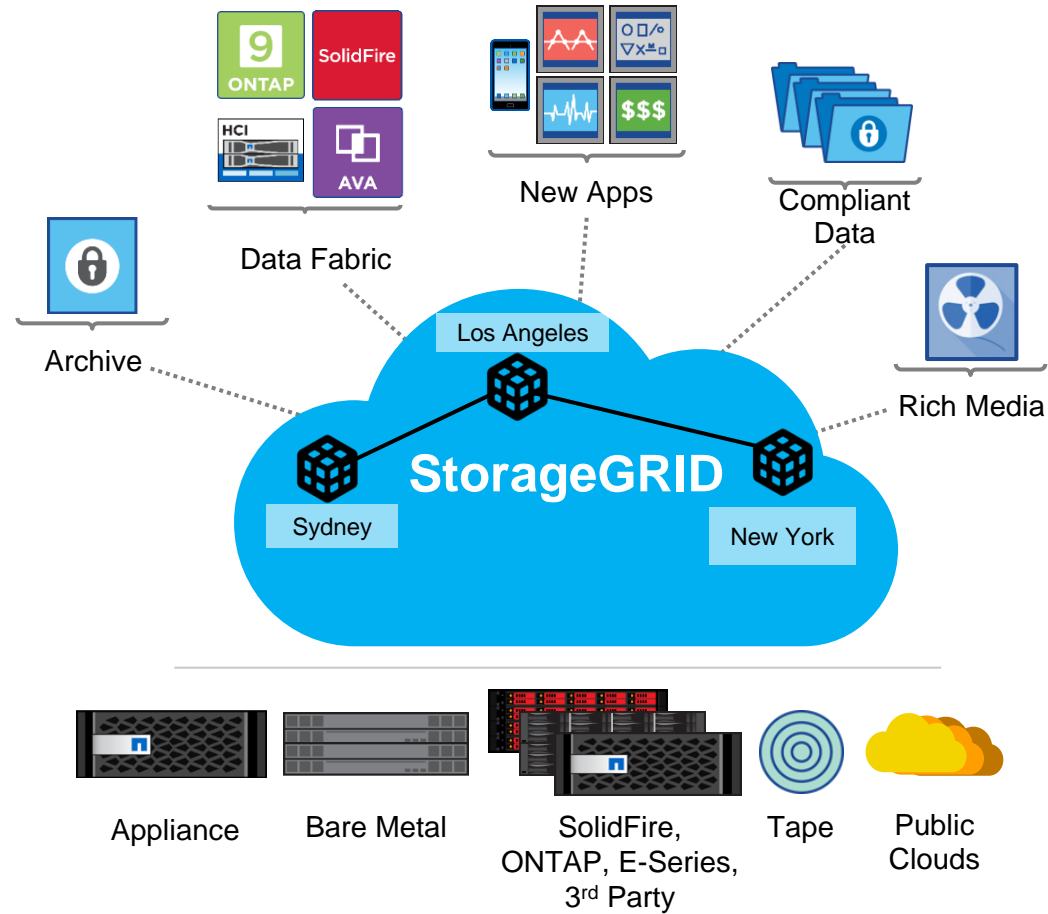 9
ONTAP
SolidFire
HCI
AVA
$$$
New Apps
Compliant
Data
Data Fabric
Archive
Rich Media
Los Angeles
StorageGRID
Sydney
New York
Appliance
Bare Metal
SolidFire,
ONTAP, E-Series,
3rd Party
Tape
Public
Clouds